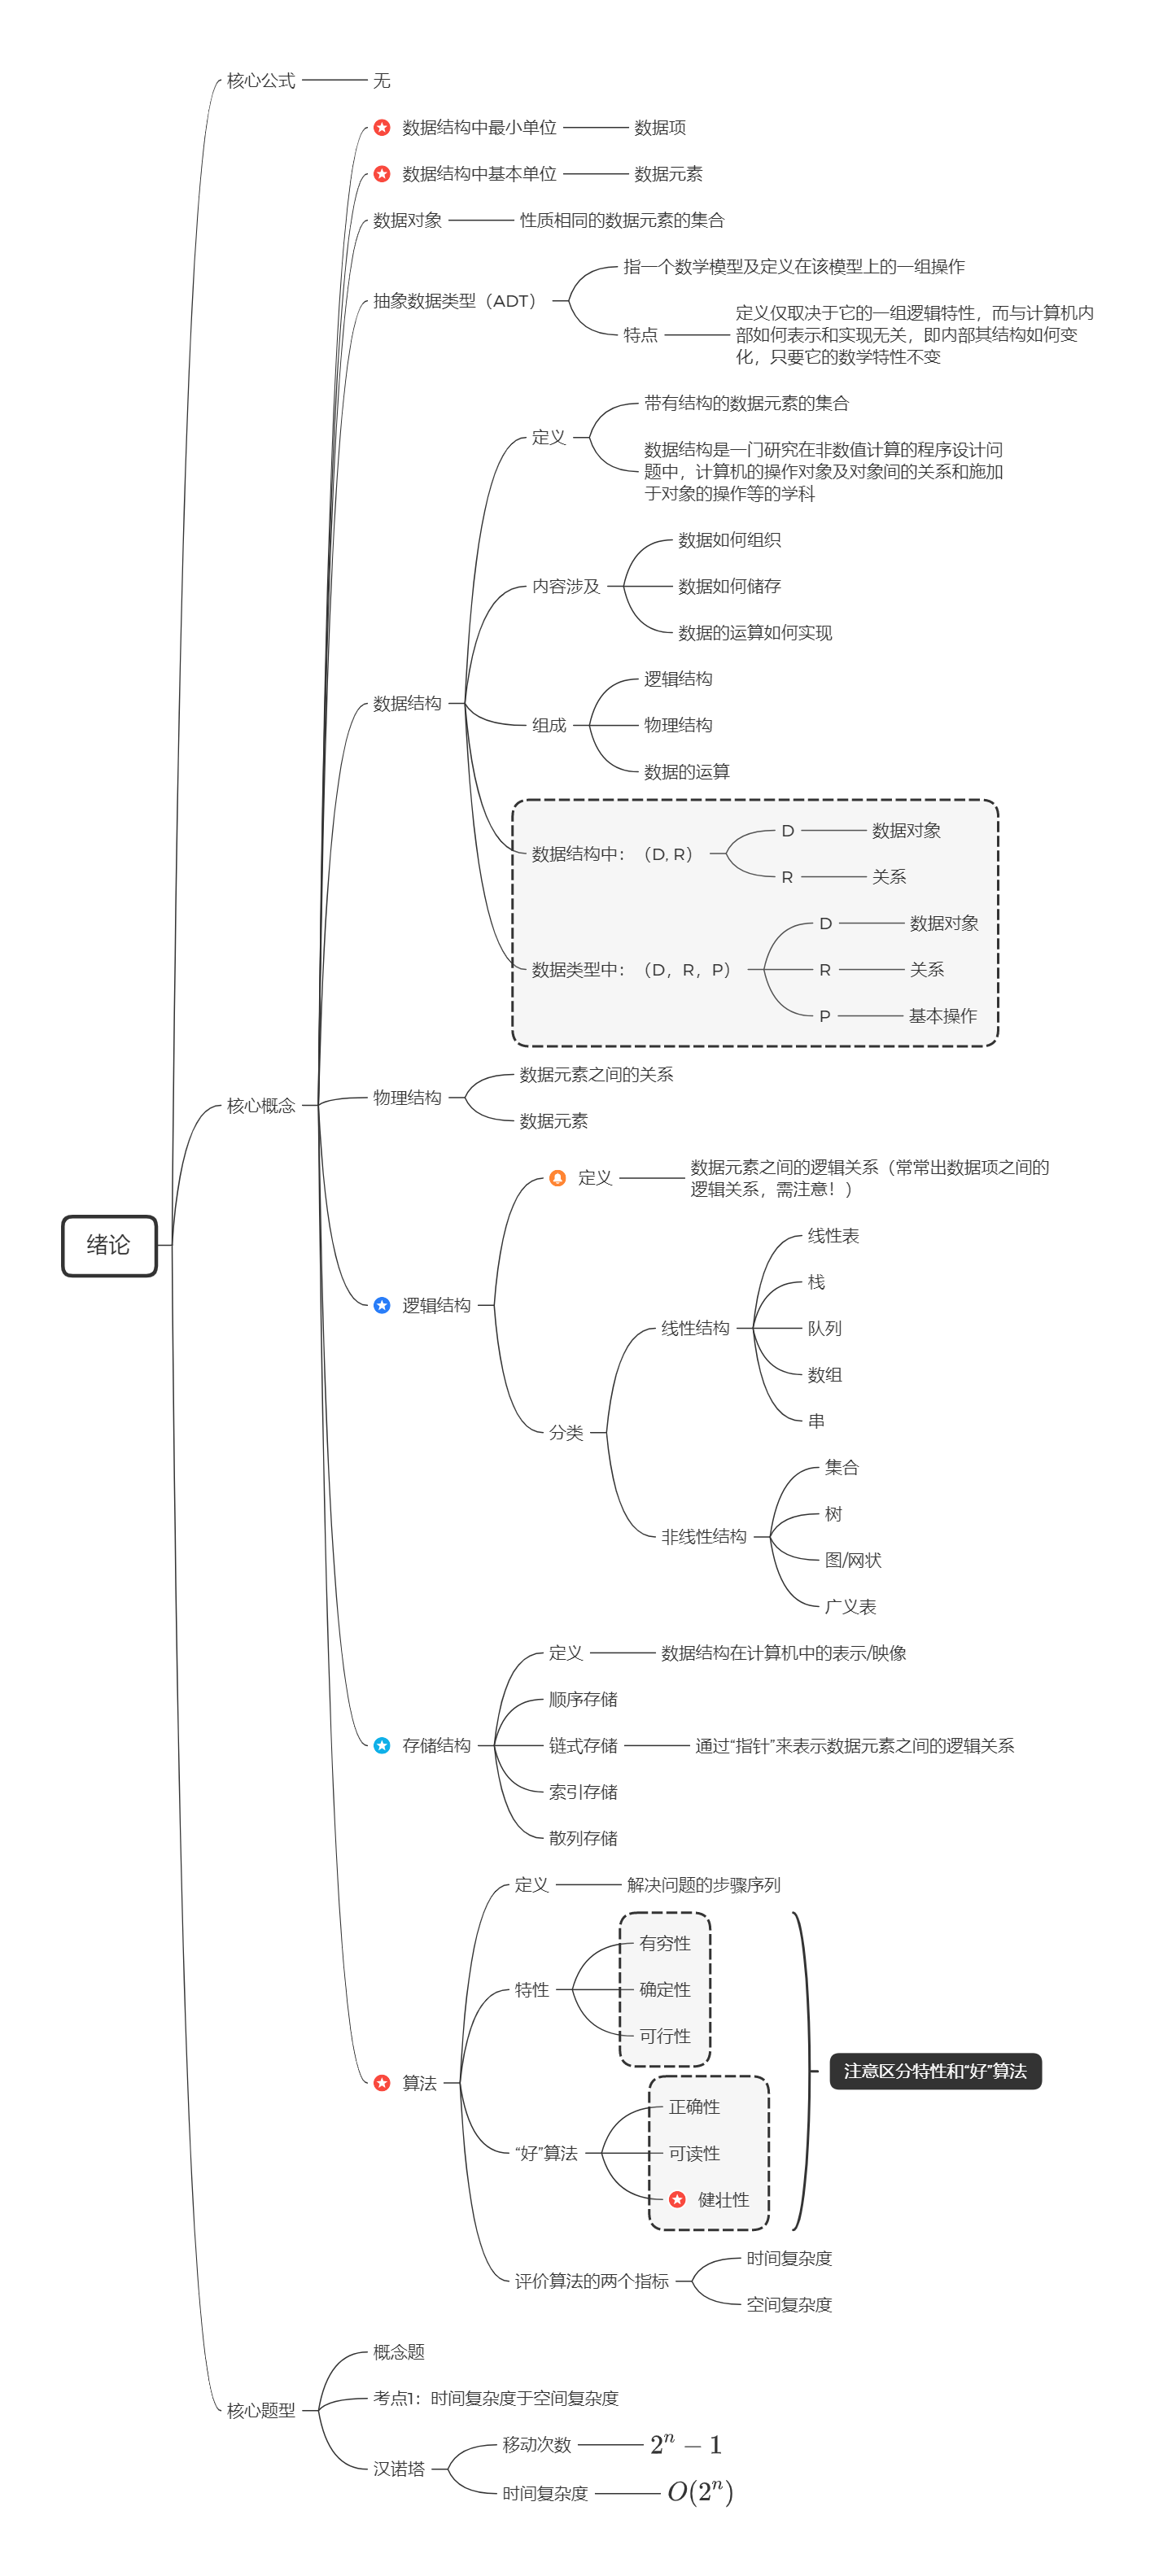 核心公式
无
数据结构中最小单位
数据项
数据结构中基本单位
数据元素
数据对象
性质相同的数据元素的集合
抽象数据类型（ADT）
指一个数学模型及定义在该模型上的一组操作
特点
定义仅取决于它的一组逻辑特性，而与计算机内
部如何表示和实现无关，即内部其结构如何变
化，只要它的数学特性不变
数据结构
定义
带有结构的数据元素的集合
数据结构是一门研究在非数值计算的程序设计问
题中，计算机的操作对象及对象间的关系和施加
于对象的操作等的学科
内容涉及
数据如何组织
数据如何储存
数据的运算如何实现
组成
逻辑结构
物理结构
数据的运算
数据结构中：（D, R）
D
数据对象
R
关系
数据类型中：（D，R，P）
D
数据对象
R
关系
P
基本操作
核心概念
物理结构
数据元素之间的关系
数据元素
绪论
逻辑结构
定义
数据元素之间的逻辑关系（常常出数据项之间的
逻辑关系，需注意！）
分类
线性结构
线性表
栈
队列
数组
串
非线性结构
集合
树
图/网状
广义表
存储结构
定义
数据结构在计算机中的表示/映像
顺序存储
链式存储
通过“指针”来表示数据元素之间的逻辑关系
索引存储
散列存储
算法
定义
解决问题的步骤序列
特性
有穷性
确定性
可行性
“好”算法
正确性
可读性
健壮性
注意区分特性和“好”算法
评价算法的两个指标
时间复杂度
空间复杂度
核心题型
概念题
考点1：时间复杂度于空间复杂度
汉诺塔
移动次数
2^n − 1
时间复杂度
O(2^n)